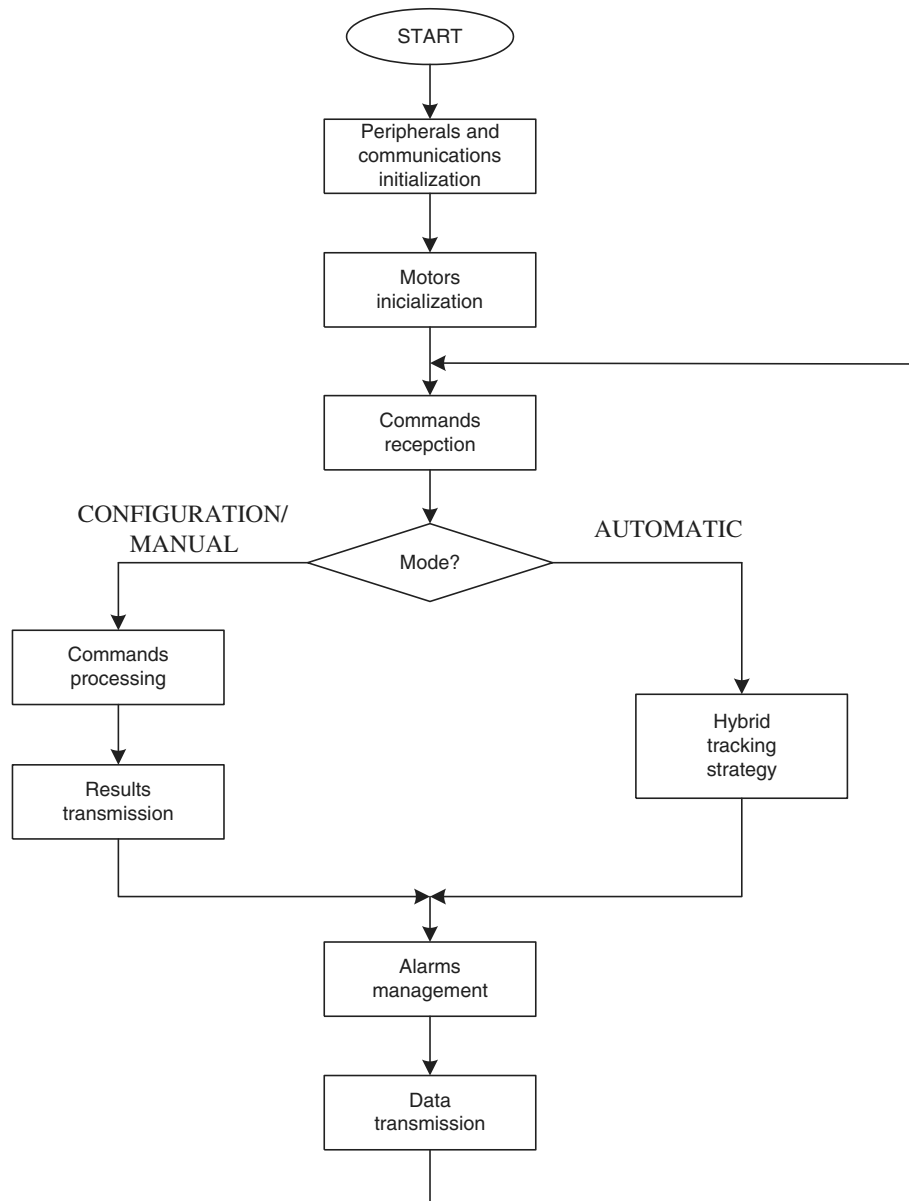 START
Peripherals and
communications
initialization
Motors
inicialization
Commands
recepction
CONFIGURATION/
MANUAL
AUTOMATIC
Mode?
Commands
processing
Hybrid
tracking
strategy
Results
transmission
Alarms
management
Data
transmission